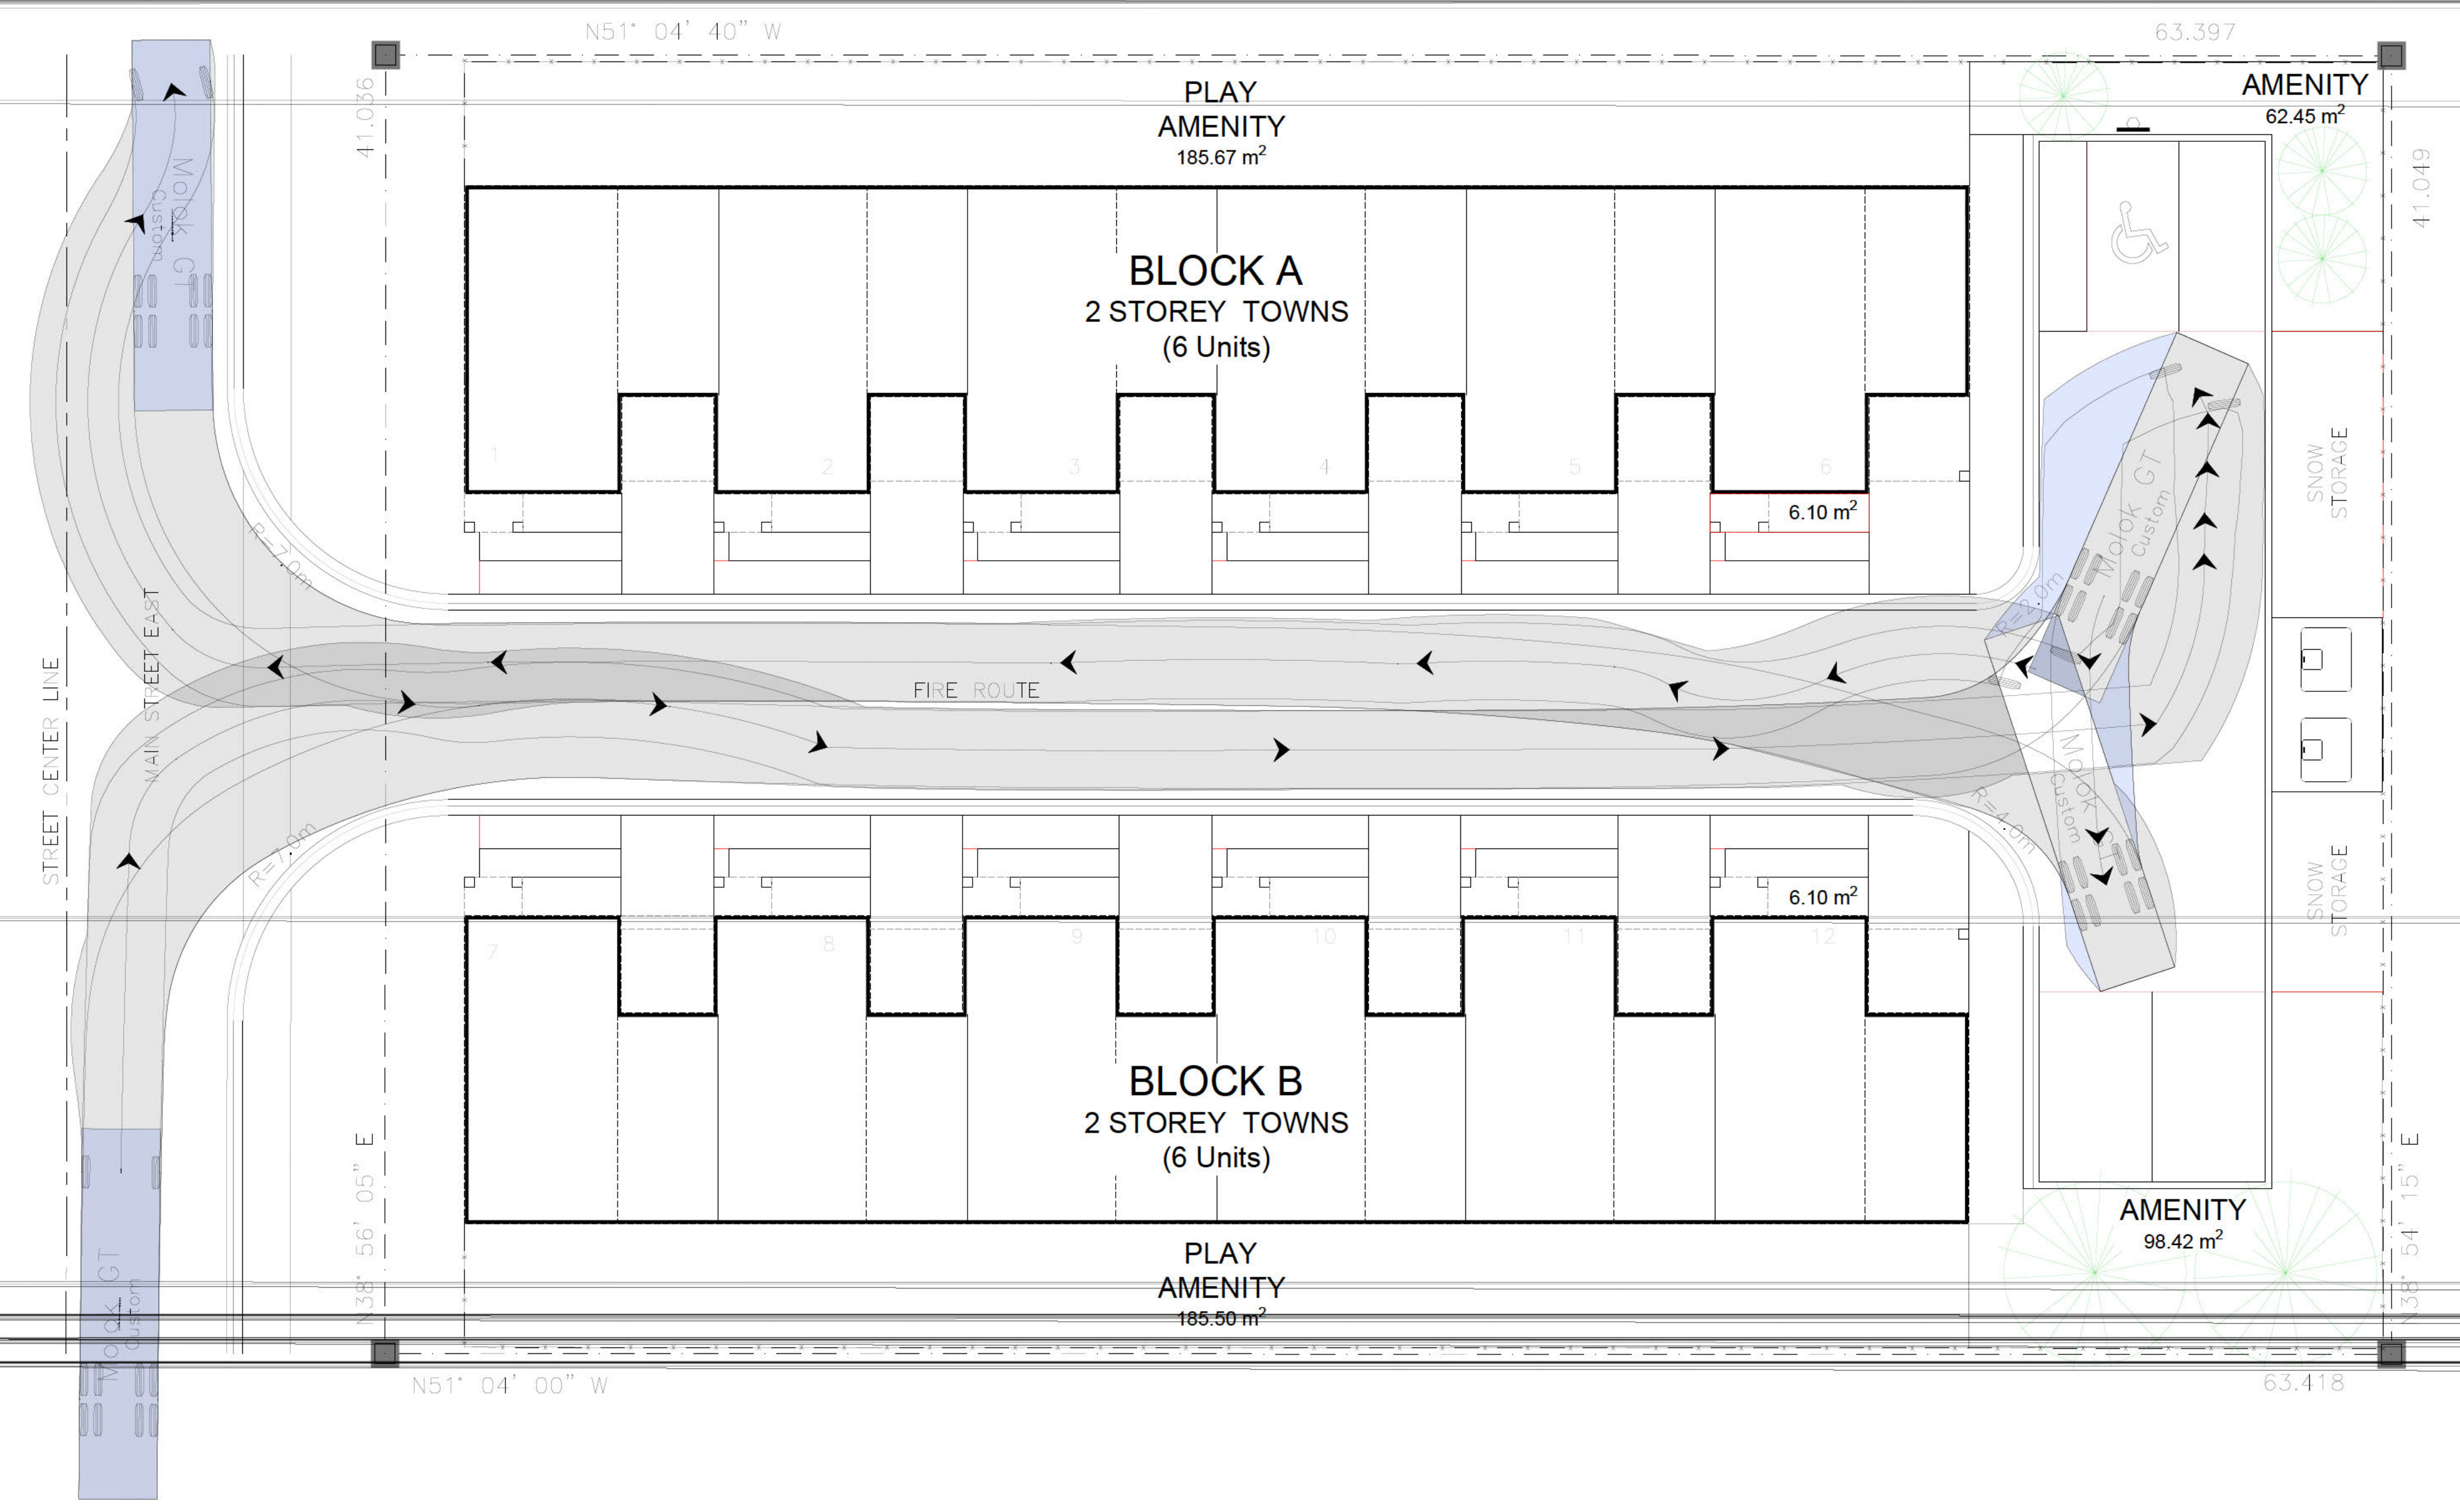 N51° 04' 40" W
63.397
41.036
41.049
PLAY
AMENITY
185.67 m²
AMENITY
62.45 m²
Molok GT
Custom
BLOCK A
2 STOREY TOWNS
(6 Units)
1
2
3
4
5
6
6.10 m²
Molok GT
Custom
SNOW
STORAGE
R=7.0m
R=2.0m
STREET CENTER LINE
MAIN STREET EAST
FIRE ROUTE
R=7.0m
R=4.0m
Molok GT
Custom
SNOW
STORAGE
6.10 m²
7
8
9
10
11
12
BLOCK B
2 STOREY TOWNS
(6 Units)
N38° 56' 05" E
N38° 54' 15" E
AMENITY
98.42 m²
PLAY
AMENITY
185.50 m²
Molok GT
Custom
N51° 04' 00" W
63.418